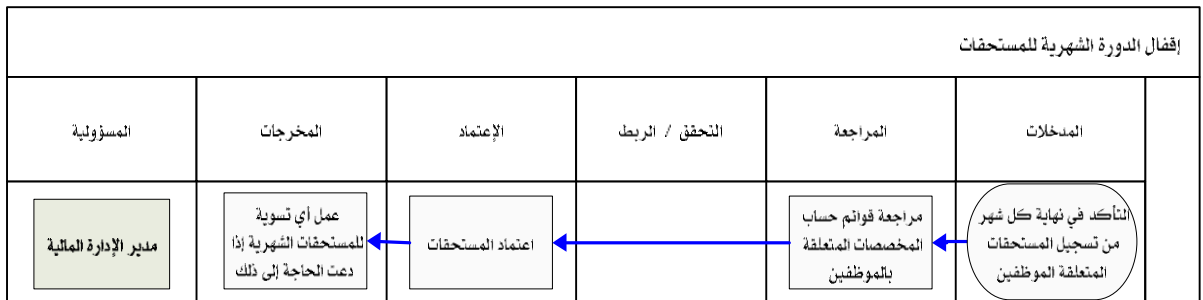 إقفال الدورة الشهرية للمستحقات
المدخلات
المراجعة
التحقق / الربط
الإعتماد
المخرجات
المسؤولية
التأكد في نهاية كل شهر
من تسجيل المستحقات
المتعلقة الموظفين
مراجعة قوائم حساب
المخصصات المتعلقة
بالموظفين
اعتماد المستحقات
عمل أي تسوية
للمستحقات الشهرية إذا
دعت الحاجة إلى ذلك
مدير الإدارة المالية